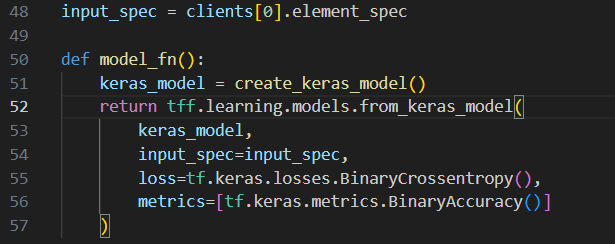 48 input_spec = clients[0].element_spec
49
50 def model_fn():
51     keras_model = create_keras_model()
52     return tff.learning.models.from_keras_model(
53         keras_model,
54         input_spec=input_spec,
55         loss=tf.keras.losses.BinaryCrossentropy(),
56         metrics=[tf.keras.metrics.BinaryAccuracy()]
57     )